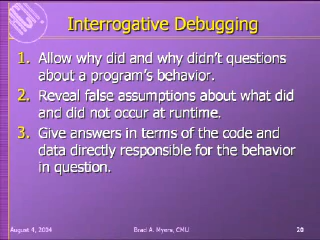 Interrogative Debugging
1. Allow why did and why didn't questions
about a program's behavior.
2. Reveal false assumptions about what did
and did not occur at runtime.
3. Give answers in terms of the code and
data directly responsible for the behavior
in question.
August 4, 2004 Brad A. Myers, CMU 20